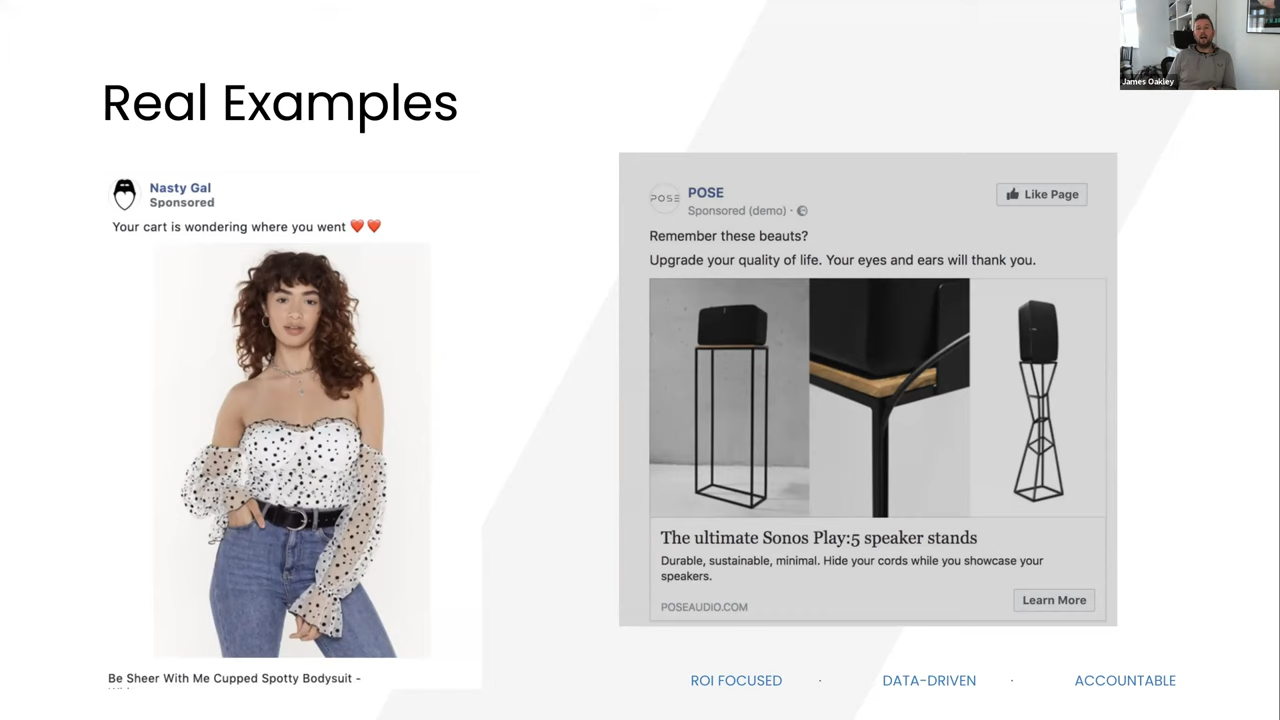 James Oakley
Real Examples
Nasty Gal
Sponsored
Your cart is wondering where you went ❤️❤️
Be Sheer With Me Cupped Spotty Bodysuit -
POSE
POSE
Sponsored (demo) ·
Like Page
Remember these beauts?
Upgrade your quality of life. Your eyes and ears will thank you.
The ultimate Sonos Play:5 speaker stands
Durable, sustainable, minimal. Hide your cords while you showcase your
speakers.
POSEAUDIO.COM
Learn More
ROI FOCUSED · DATA-DRIVEN · ACCOUNTABLE